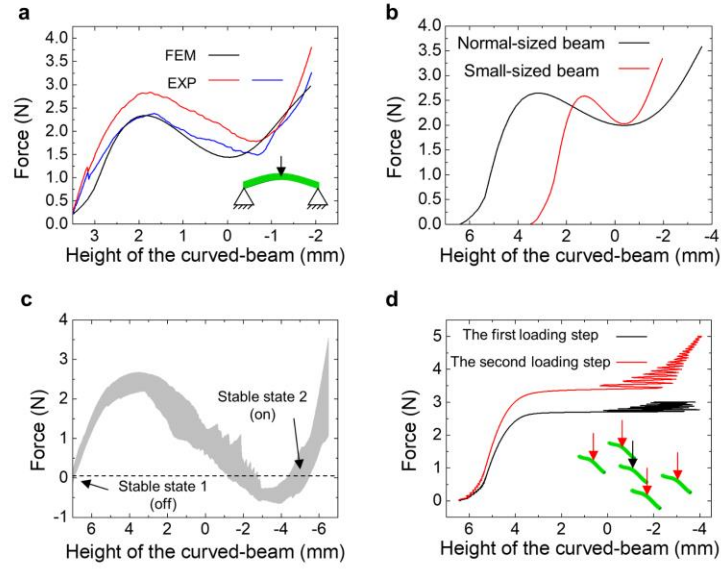 a
FEM
EXP
4.0
3.5
3.0
2.5
2.0
1.5
1.0
0.5
0.0
Force (N)
3 2 1 0 -1 -2
Height of the curved-beam (mm)
b
Normal-sized beam
Small-sized beam
4.0
3.5
3.0
2.5
2.0
1.5
1.0
0.5
0.0
Force (N)
6 4 2 0 -2 -4
Height of the curved-beam (mm)
c
4
3
2
1
0
-1
Force (N)
Stable state 2
(on)
Stable state 1
(off)
6 4 2 0 -2 -4 -6
Height of the curved-beam (mm)
d
The first loading step
The second loading step
5
4
3
2
1
0
Force (N)
6 4 2 0 -2 -4
Height of the curved-beam (mm)